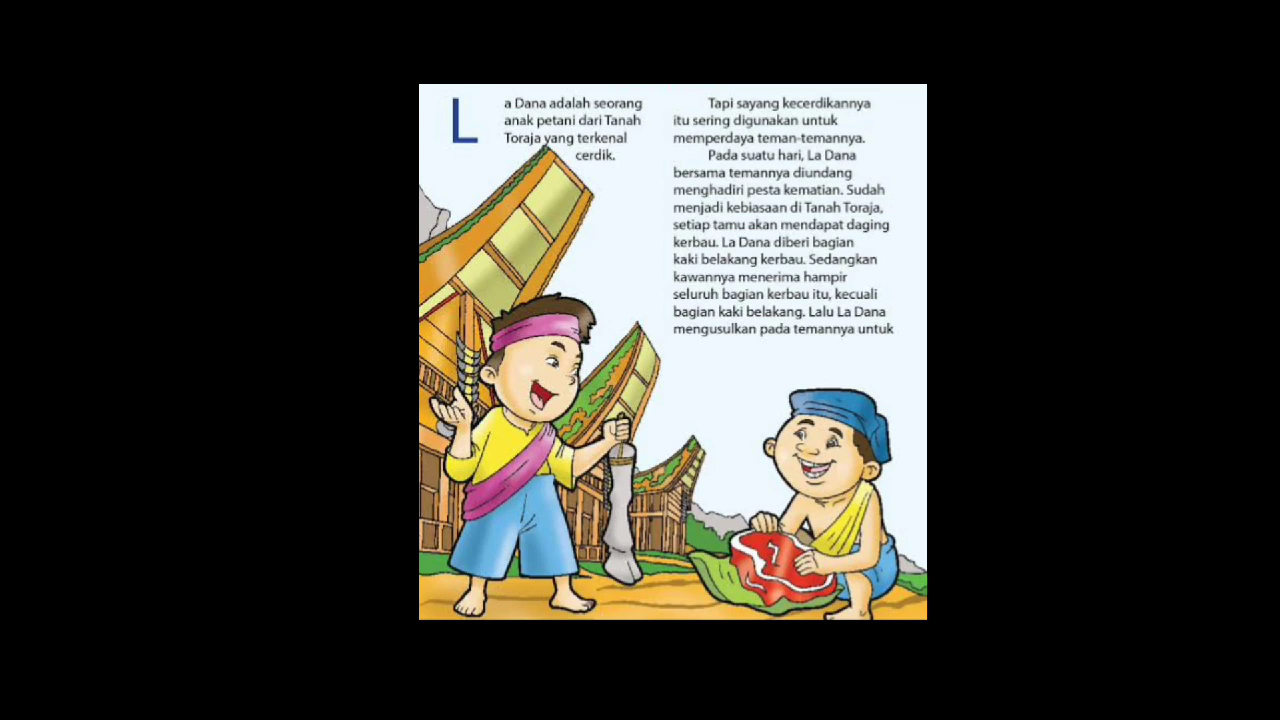 La Dana adalah seorang
anak petani dari Tanah
Toraja yang terkenal
cerdik.
Tapi sayang kecerdikannya
itu sering digunakan untuk
memperdaya teman-temannya.
Pada suatu hari, La Dana
bersama temannya diundang
menghadiri pesta kematian. Sudah
menjadi kebiasaan di Tanah Toraja,
setiap tamu akan mendapat daging
kerbau. La Dana diberi bagian
kaki belakang kerbau. Sedangkan
kawannya menerima hampir
seluruh bagian kerbau itu, kecuali
bagian kaki belakang. Lalu La Dana
mengusulkan pada temannya untuk